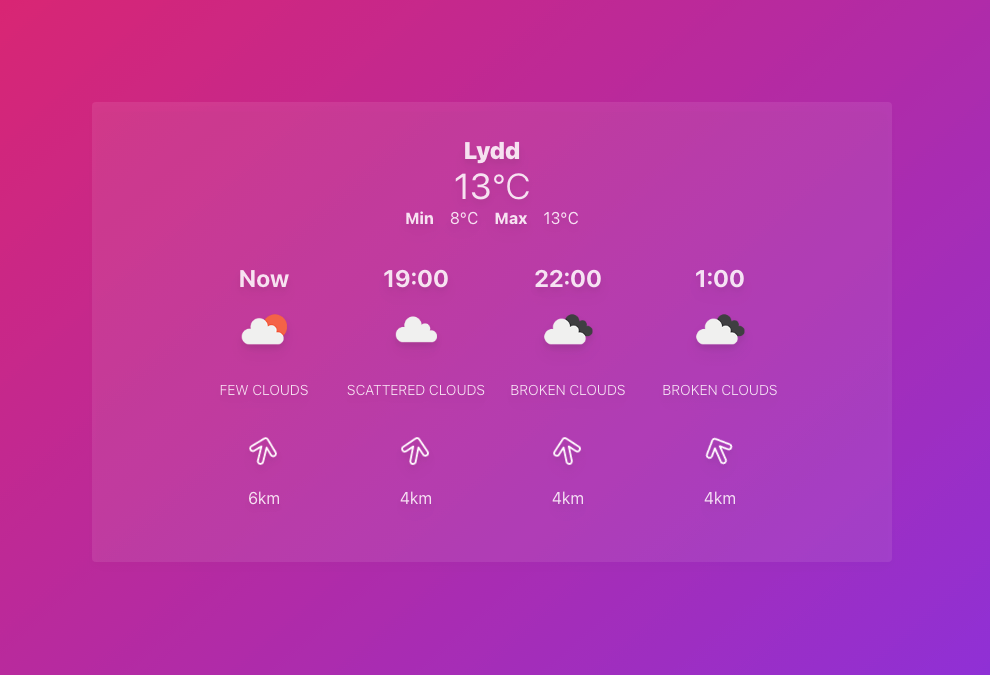 Lydd
13°C
Min 8°C Max 13°C
Now 19:00 22:00 1:00
FEW CLOUDS SCATTERED CLOUDS BROKEN CLOUDS BROKEN CLOUDS
6km 4km 4km 4km